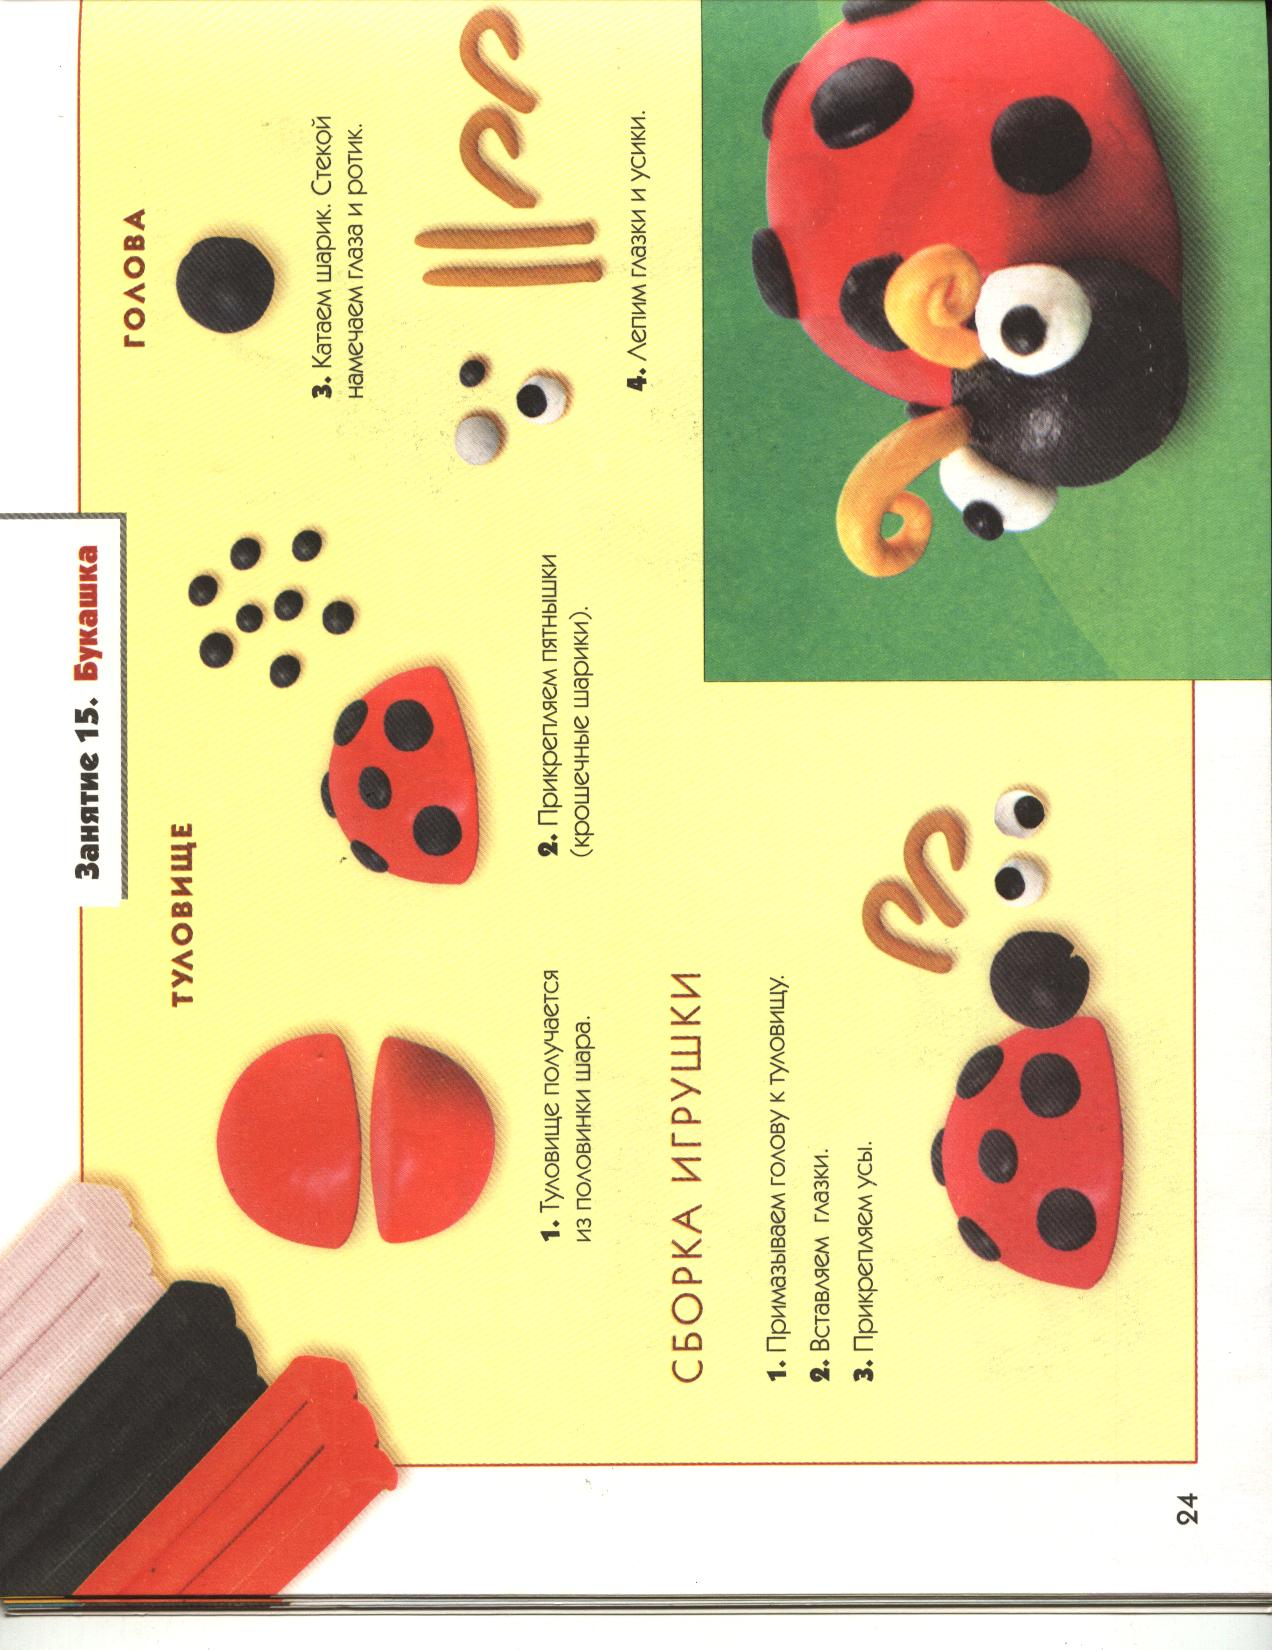 Занятие 15. Букашка
ТУЛОВИЩЕ
1. Туловище получается
из половинки шара.
2. Прикрепляем пятнышки
(крошечные шарики).
ГОЛОВА
3. Катаем шарик. Стекой
намечаем глаза и ротик.
4. Лепим глазки и усики.
СБОРКА ИГРУШКИ
1. Примазываем голову к туловищу.
2. Вставляем глазки.
3. Прикрепляем усы.
24